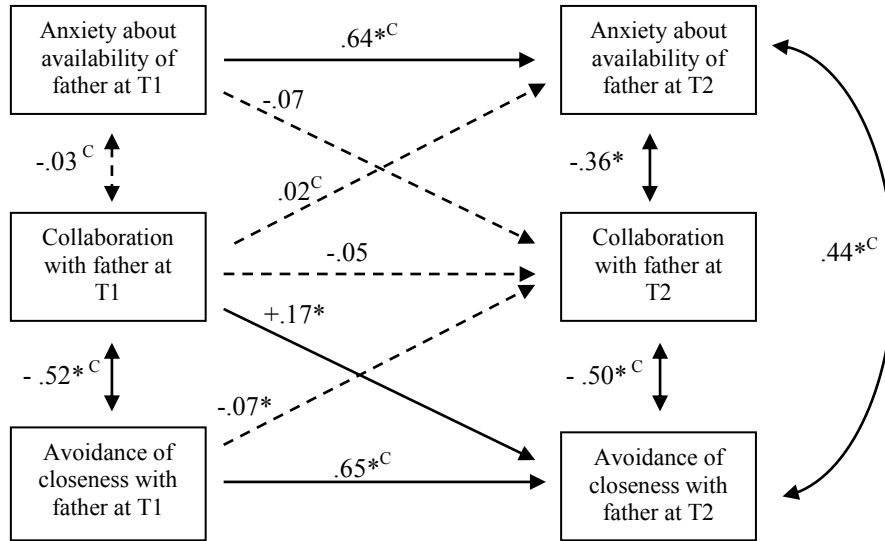 Anxiety about
availability of
father at T1
.64*C
Anxiety about
availability of
father at T2
-.07
-.03 C
.02C
-.36*
Collaboration
with father at
T1
-.05
Collaboration
with father at
T2
.44*C
+.17*
- .52* C
-.07*
- .50* C
Avoidance of
closeness with
father at T1
.65*C
Avoidance of
closeness with
father at T2